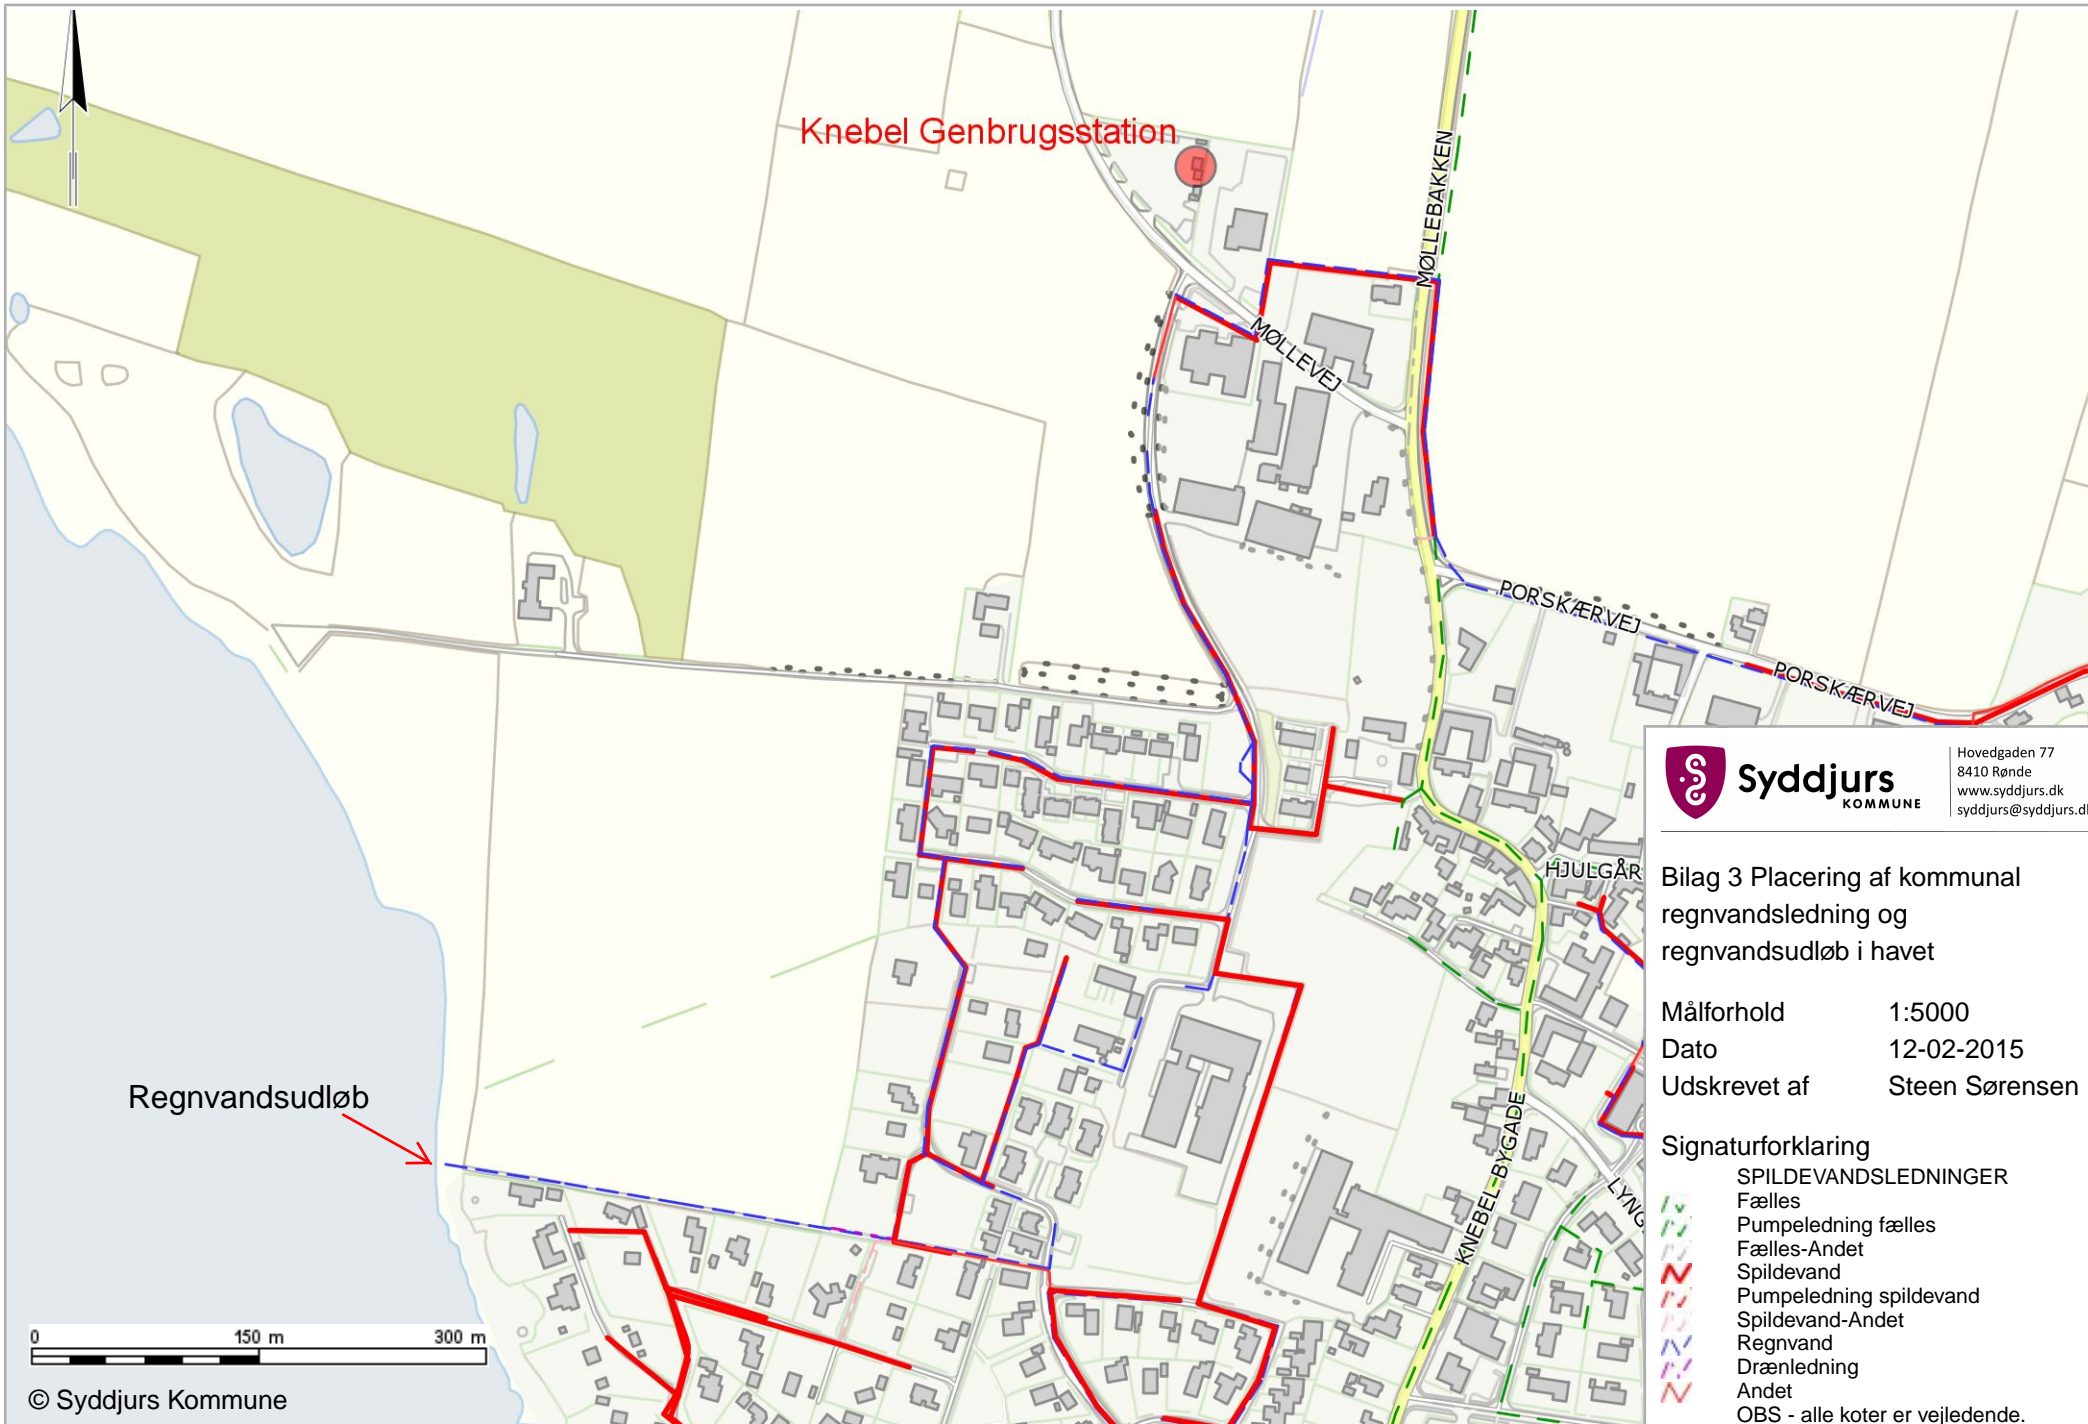 Knebel Genbrugsstation
MØLLEBAKKEN
MØLLEVEJ
PORSKÆRVEJ
PORSKÆRVEJ
HJULGÅR
KNEBEL BYGADE
LYNG
Regnvandsudløb
0 150 m 300 m
© Syddjurs Kommune
Syddjurs
KOMMUNE
Hovedgaden 77
8410 Rønde
www.syddjurs.dk
syddjurs@syddjurs.dk
Bilag 3 Placering af kommunal
regnvandsledning og
regnvandsudløb i havet
Målforhold 1:5000
Dato 12-02-2015
Udskrevet af Steen Sørensen
Signaturforklaring
SPILDEVANDSLEDNINGER
Fælles
Pumpeledning fælles
Fælles-Andet
Spildevand
Pumpeledning spildevand
Spildevand-Andet
Regnvand
Drænledning
Andet
OBS - alle koter er vejledende.